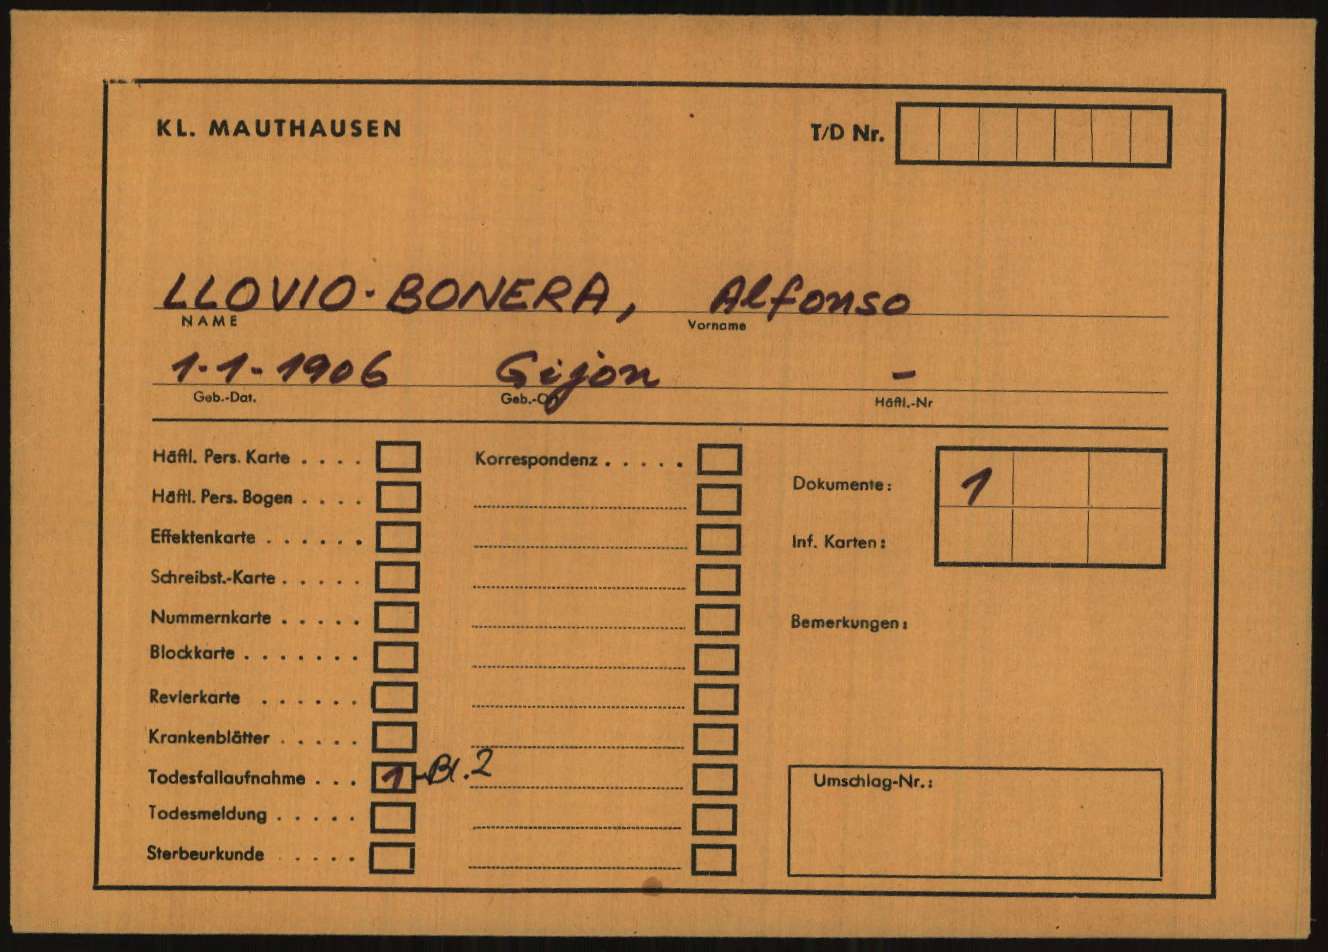 KL. MAUTHAUSEN
T/D Nr.
LLOVIO-BONERA, Alfonso
NAME Vorname
1.1.1906 Gijon -
Geb.-Dat. Geb.-Ort Häftl.-Nr
Häftl. Pers. Karte . . . .
Häftl. Pers. Bogen . . . .
Effektenkarte . . . . . .
Schreibst.-Karte . . . . .
Nummernkarte . . . . .
Blockkarte . . . . . . .
Revierkarte . . . . . .
Krankenblätter . . . . .
Todesfallaufnahme . . . 1 - Bl. 2
Todesmeldung . . . . .
Sterbeurkunde . . . . .
Korrespondenz . . . . .
Dokumente: 1
Inf. Karten:
Bemerkungen:
Umschlag-Nr.: